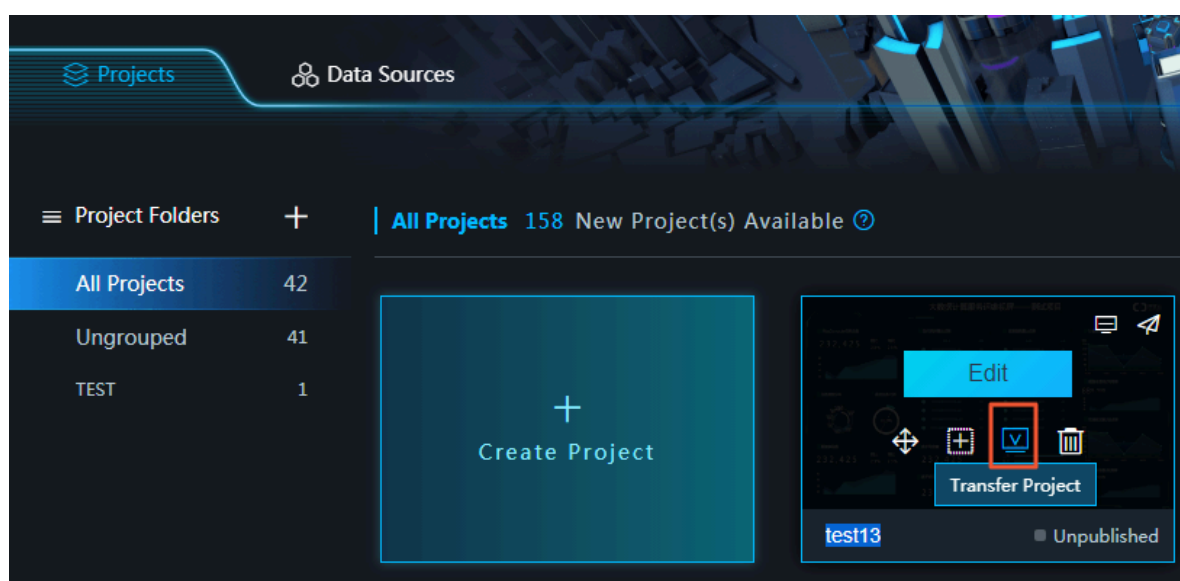 Projects
Data Sources
Project Folders
All Projects 158 New Project(s) Available
All Projects 42
Ungrouped 41
TEST 1
Create Project
Edit
Transfer Project
test13
Unpublished